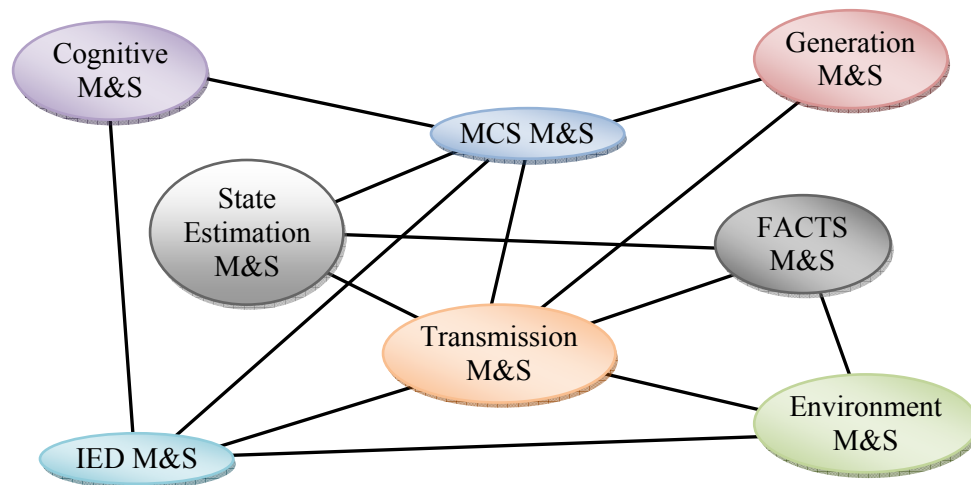 Cognitive
M&S
Generation
M&S
MCS M&S
State
Estimation
M&S
FACTS
M&S
Transmission
M&S
Environment
M&S
IED M&S